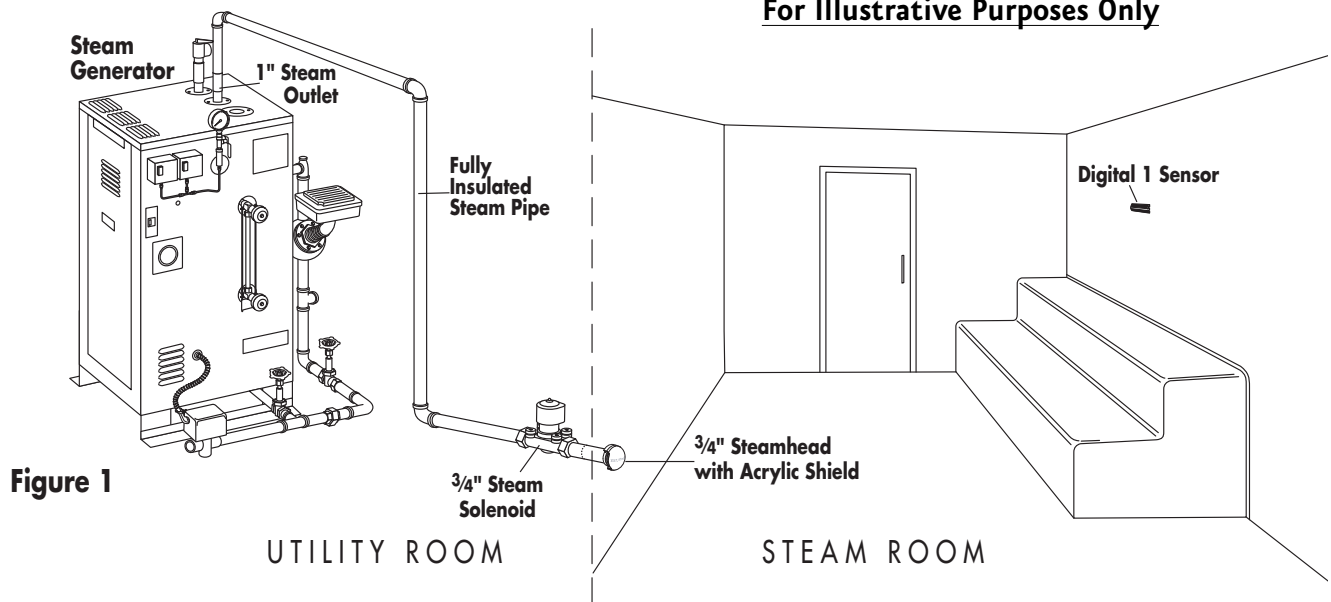 For Illustrative Purposes Only
Steam
Generator
1" Steam
Outlet
Fully
Insulated
Steam Pipe
Digital 1 Sensor
3/4" Steamhead
with Acrylic Shield
3/4" Steam
Solenoid
Figure 1
UTILITY ROOM
STEAM ROOM